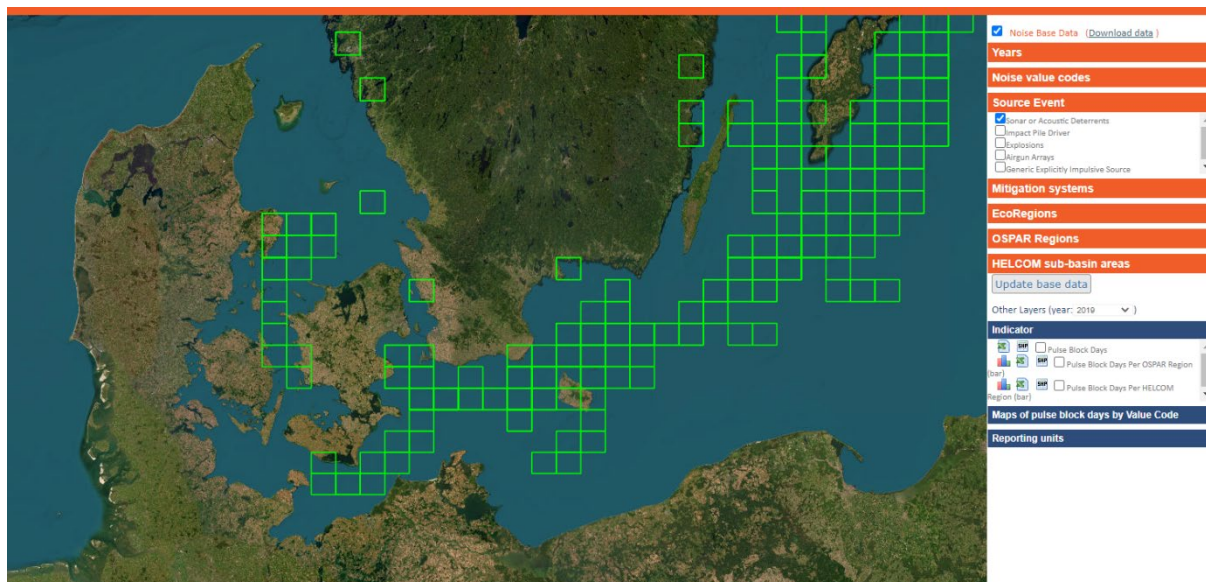 Noise Base Data (Download data )
Years
Noise value codes
Source Event
Sonar or Acoustic Deterrents
Impact Pile Driver
Explosions
Airgun Arrays
Generic Explicitly Impulsive Source
Mitigation systems
EcoRegions
OSPAR Regions
HELCOM sub-basin areas
Update base data
Other Layers (year: 2019 )
Indicator
SHP Pulse Block Days
SHP Pulse Block Days Per OSPAR Region
(bar)
SHP Pulse Block Days Per HELCOM
Region (bar)
Maps of pulse block days by Value Code
Reporting units